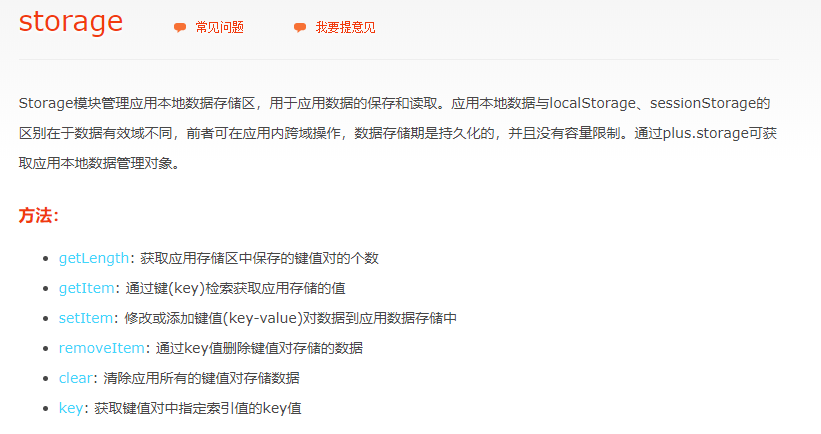 storage 常见问题 我要提意见
Storage模块管理应用本地数据存储区，用于应用数据的保存和读取。应用本地数据与localStorage、sessionStorage的
区别在于数据有效域不同，前者可在应用内跨域操作，数据存储期是持久化的，并且没有容量限制。通过plus.storage可获
取应用本地数据管理对象。
方法：
• getLength: 获取应用存储区中保存的键值对的个数
• getItem: 通过键(key)检索获取应用存储的值
• setItem: 修改或添加键值(key-value)对数据到应用数据存储中
• removeItem: 通过key值删除键值对存储的数据
• clear: 清除应用所有的键值对存储数据
• key: 获取键值对中指定索引值的key值